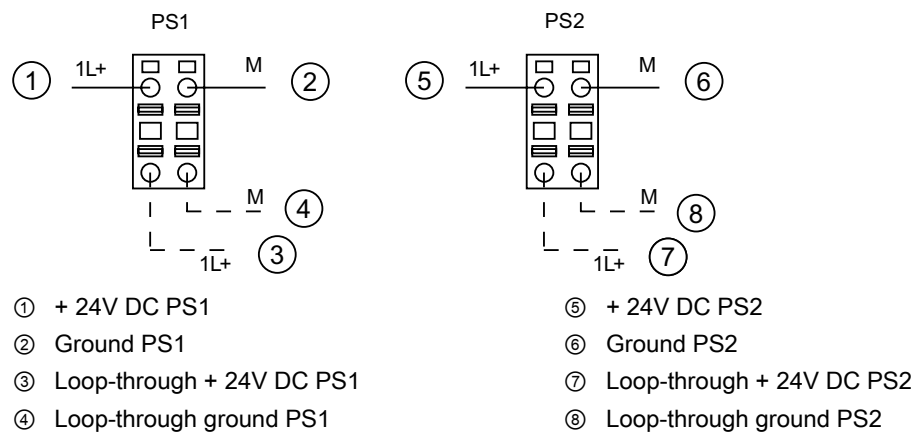 PS1
PS2
① 1L+ M ②
⑤ 1L+ M ⑥
M ④
1L+ ③
M ⑧
1L+ ⑦
① + 24V DC PS1
② Ground PS1
③ Loop-through + 24V DC PS1
④ Loop-through ground PS1
⑤ + 24V DC PS2
⑥ Ground PS2
⑦ Loop-through + 24V DC PS2
⑧ Loop-through ground PS2